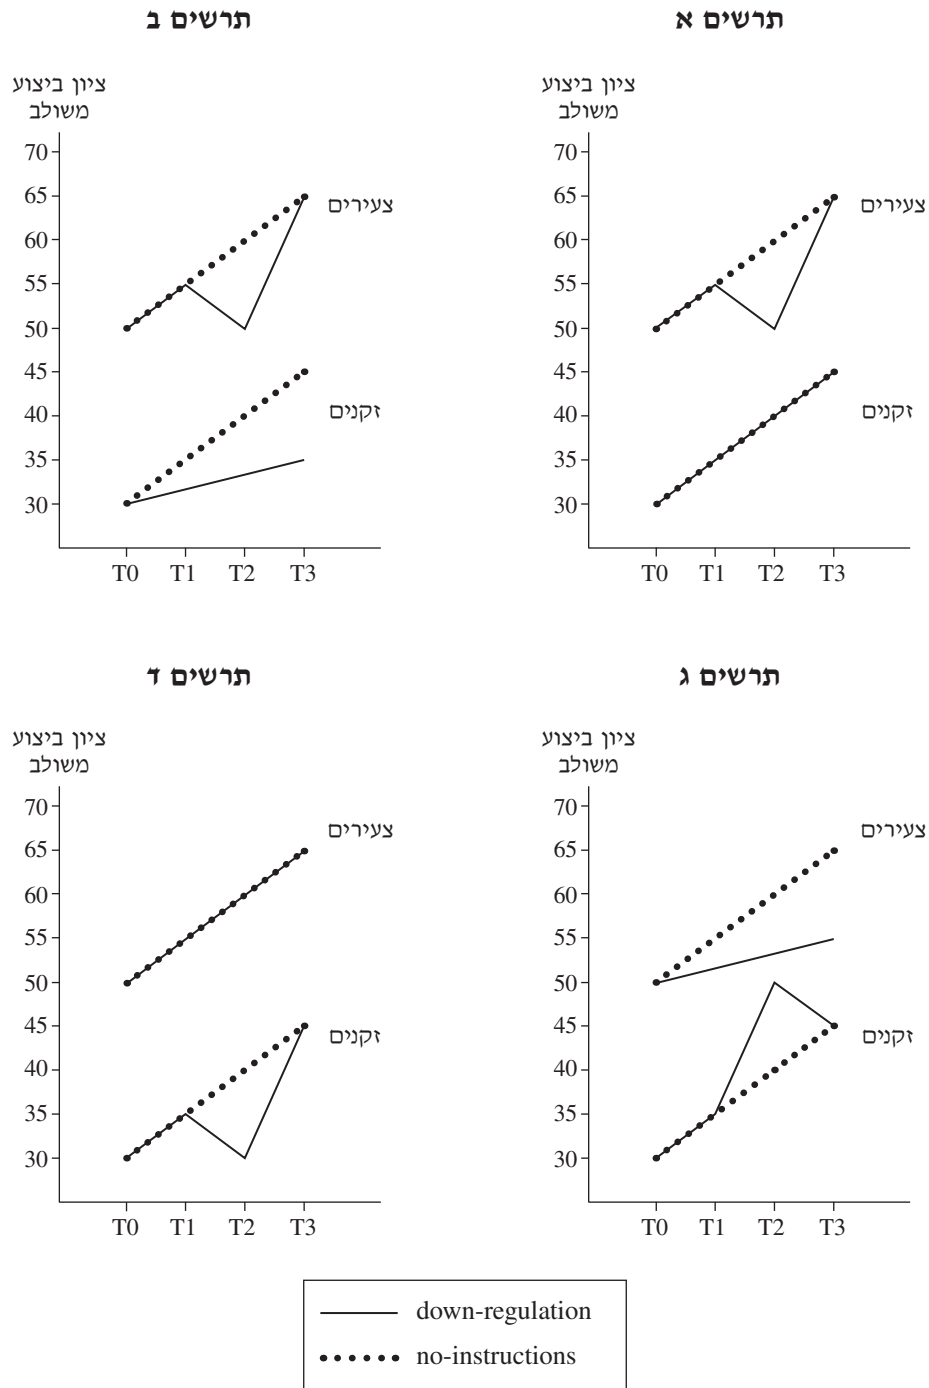 תרשים א
ציון ביצוע
משולב
70
65
60
55
50
45
40
35
30
צעירים
זקנים
T0 T1 T2 T3
תרשים ב
ציון ביצוע
משולב
70
65
60
55
50
45
40
35
30
צעירים
זקנים
T0 T1 T2 T3
תרשים ג
ציון ביצוע
משולב
70
65
60
55
50
45
40
35
30
צעירים
זקנים
T0 T1 T2 T3
תרשים ד
ציון ביצוע
משולב
70
65
60
55
50
45
40
35
30
צעירים
זקנים
T0 T1 T2 T3
down-regulation
no-instructions